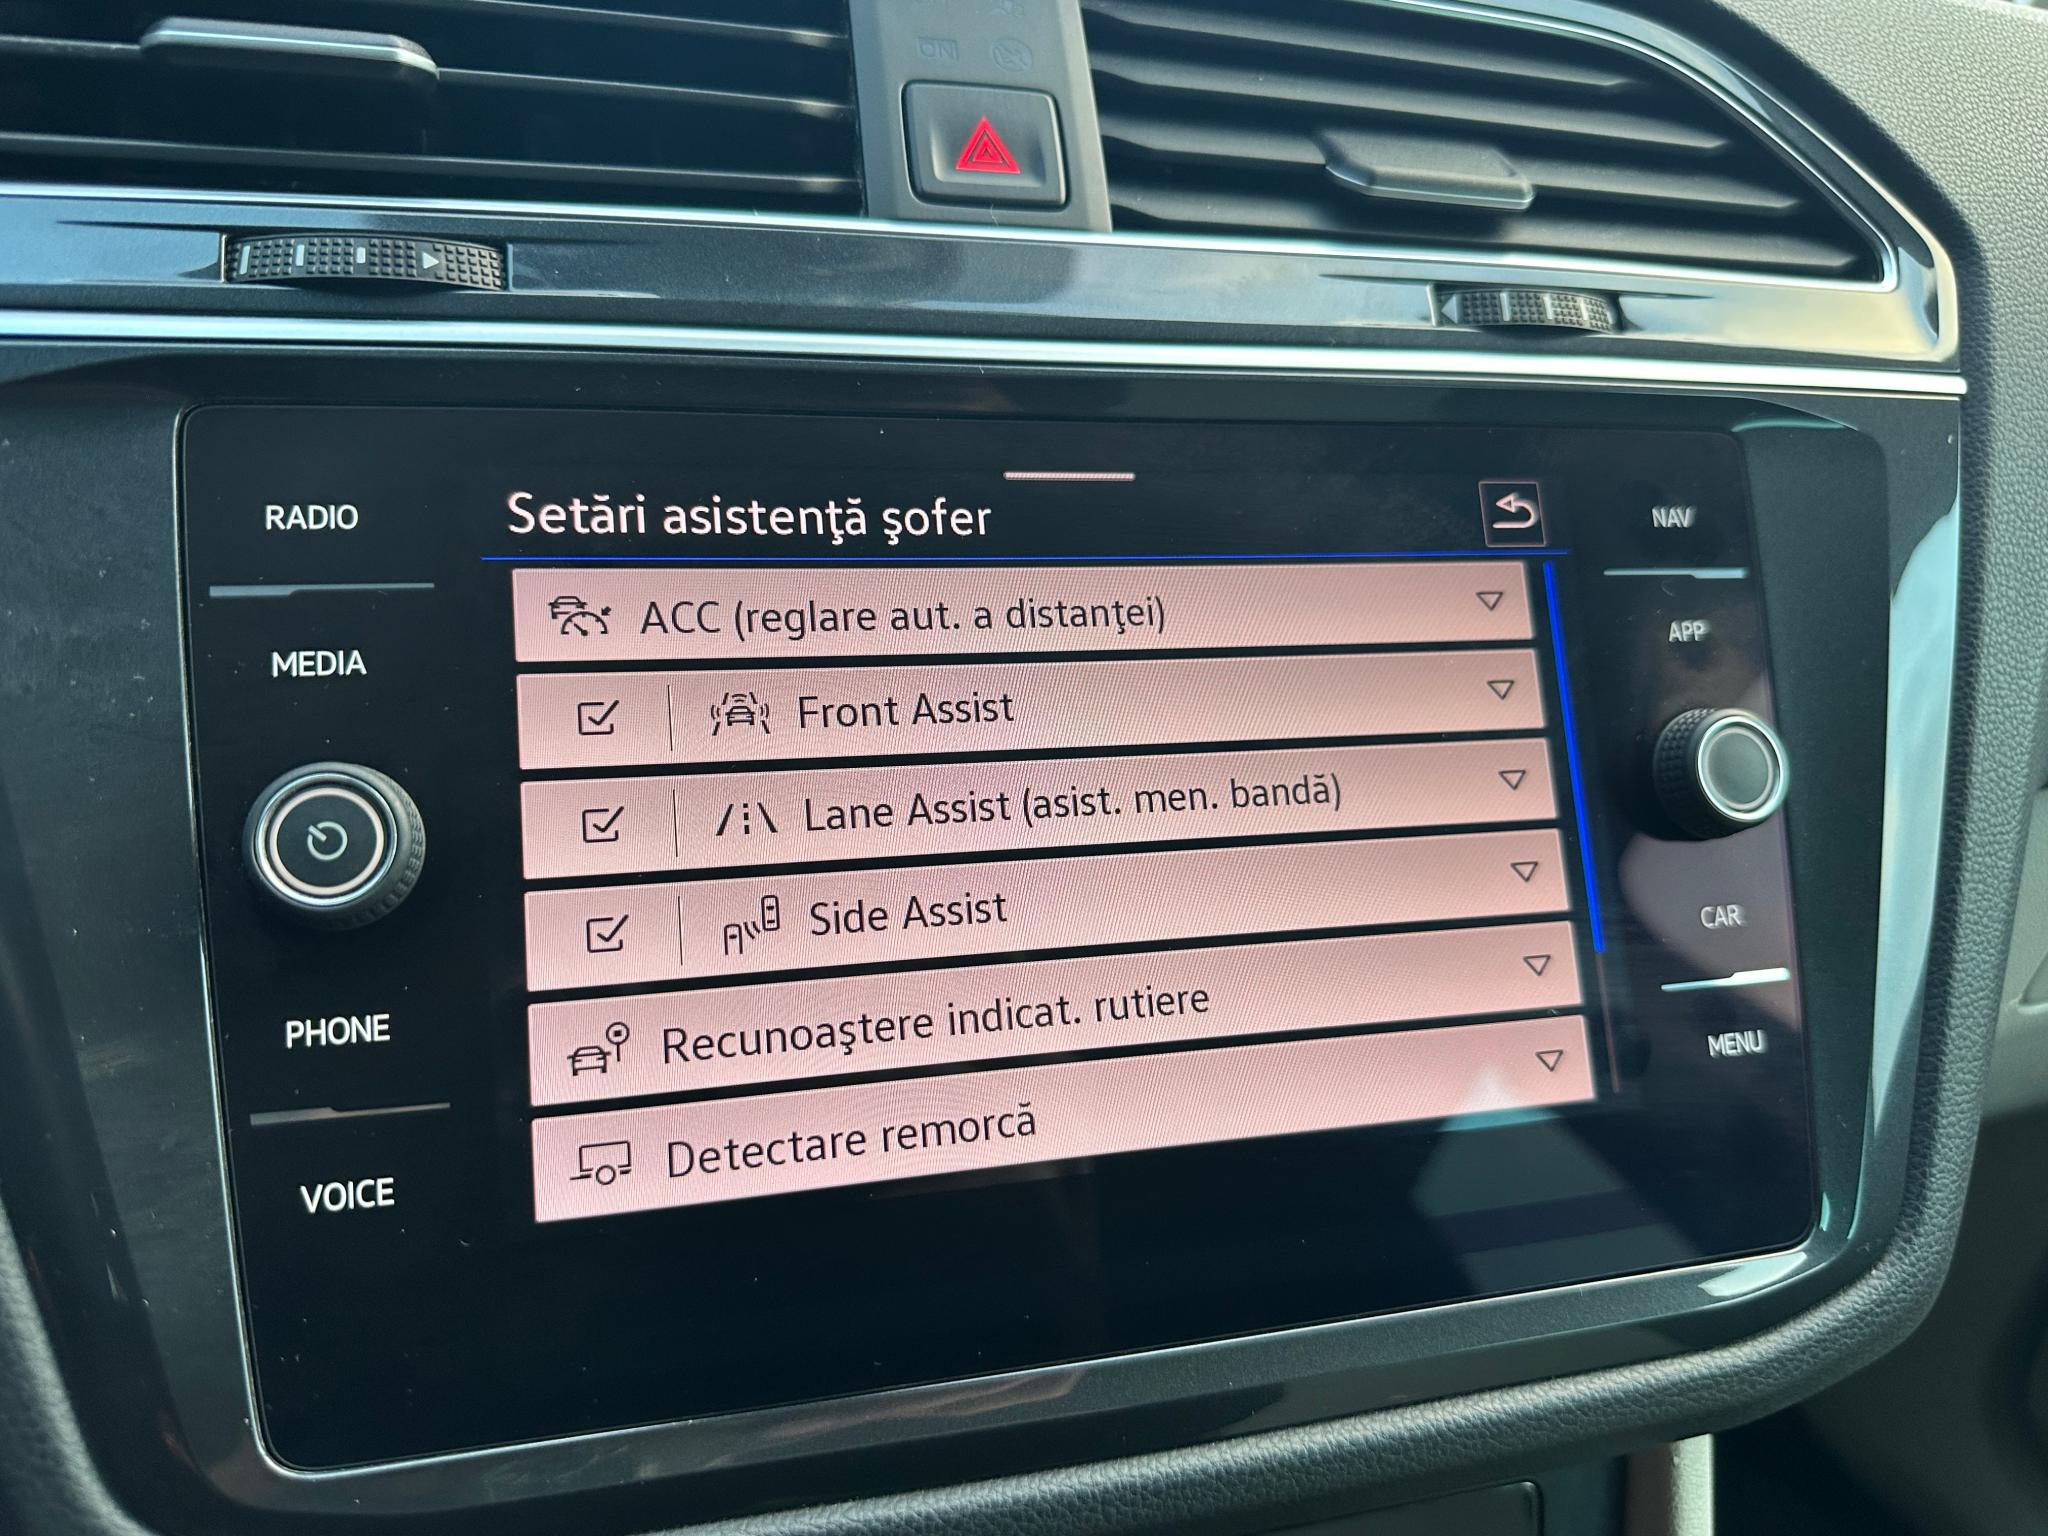 ON
RADIO
MEDIA
PHONE
VOICE
Setări asistenţă şofer
ACC (reglare aut. a distanţei)
Front Assist
Lane Assist (asist. men. bandă)
Side Assist
Recunoaştere indicat. rutiere
Detectare remorcă
NAV
APP
CAR
MENU